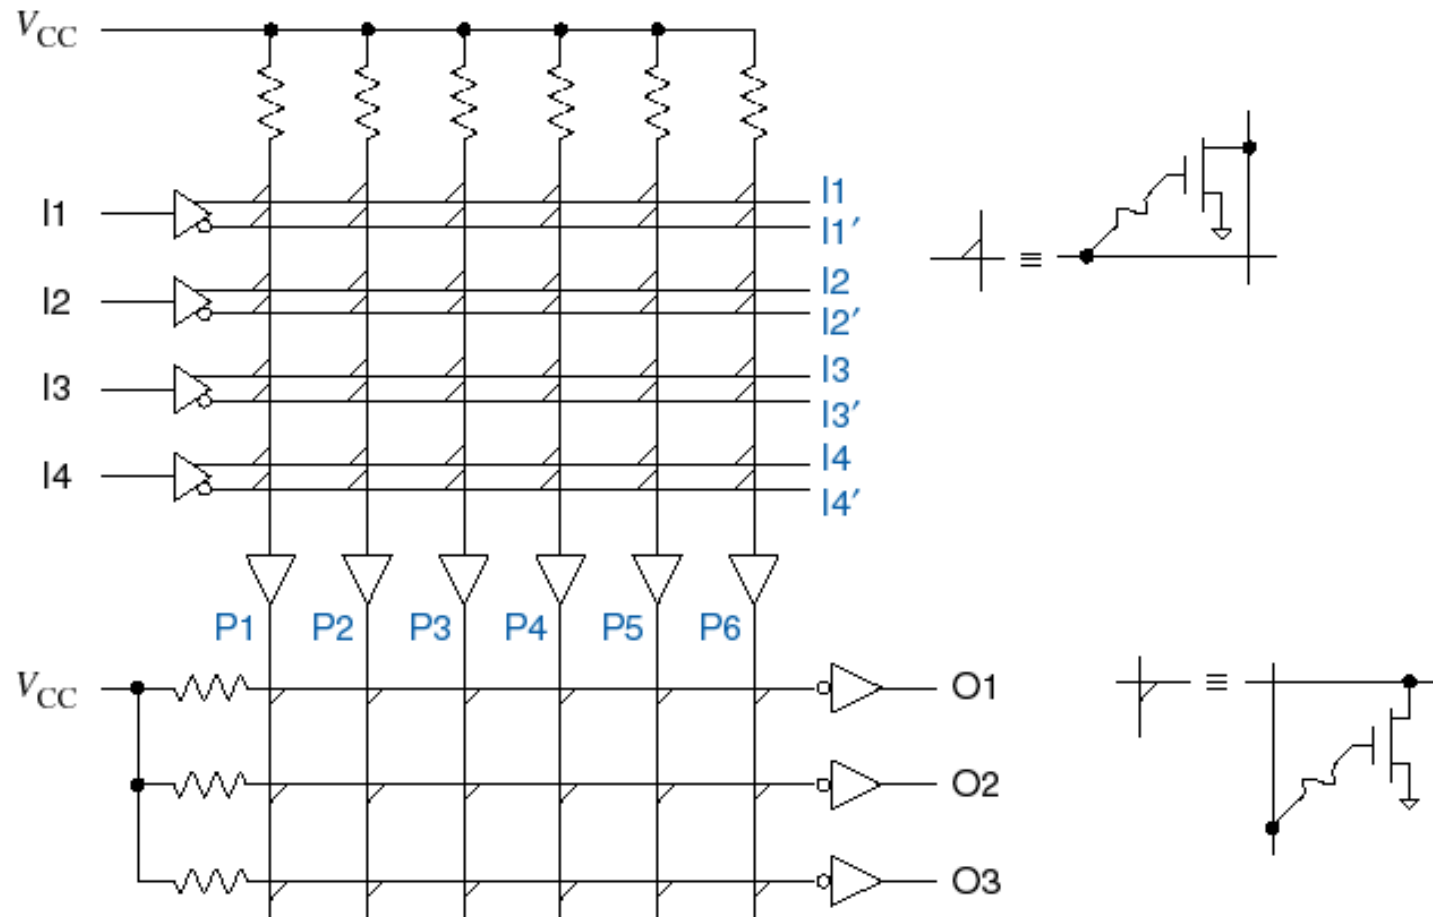 VCC
I1
I1
I1′
I2
I2
I2′
I3
I3
I3′
I4
I4
I4′
≡
P1 P2 P3 P4 P5 P6
VCC
O1
≡
O2
O3